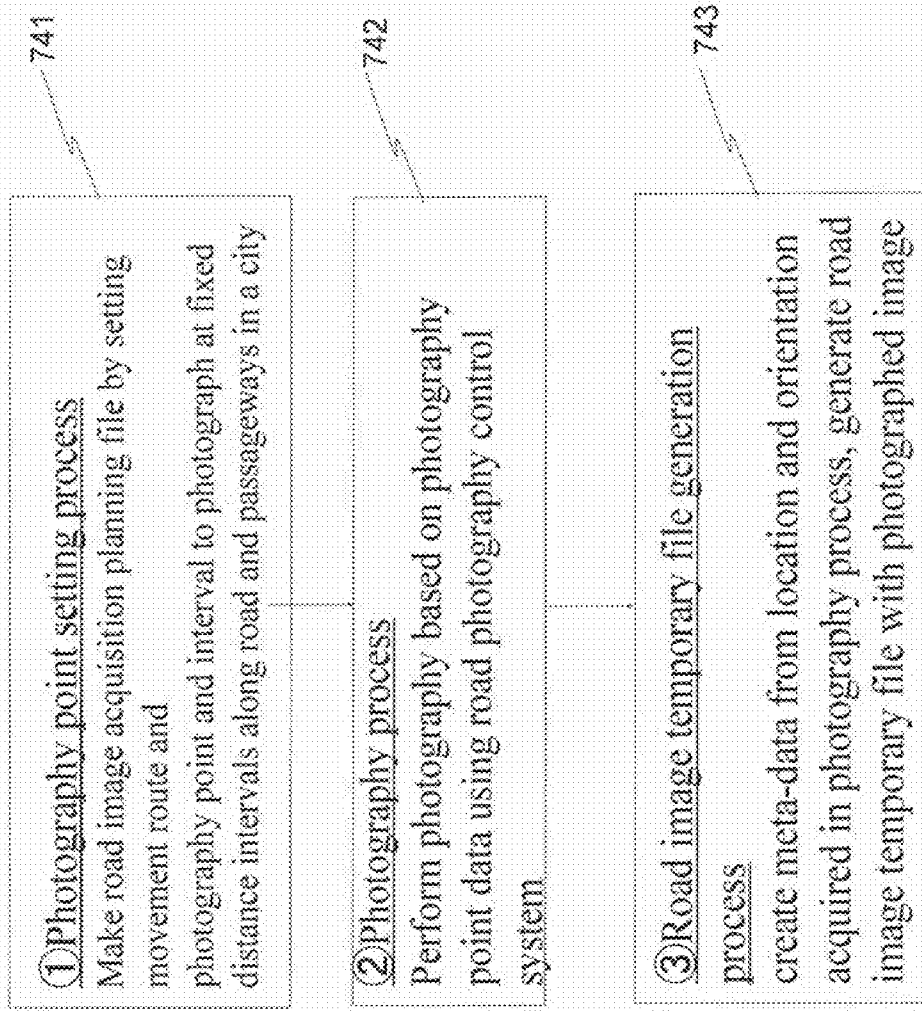 ①Photography point setting process
Make road image acquisition planning file by setting
movement route and
photography point and interval to photograph at fixed
distance intervals along road and passageways in a city
741
②Photography process
Perform photography based on photography
point data using road photography control
system
742
③Road image temporary file generation
process
create meta-data from location and orientation
acquired in photography process, generate road
image temporary file with photographed image
743